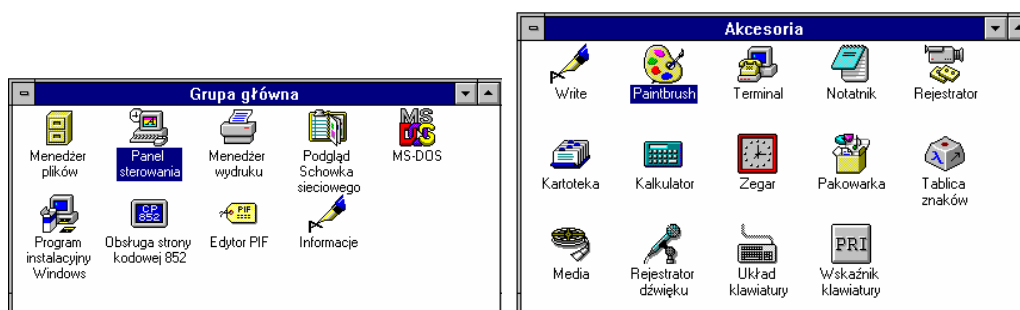 Grupa główna
Menedżer
plików
Panel
sterowania
Menedżer
wydruku
Podgląd
Schowka
sieciowego
MS-DOS
MS
DOS
Program
instalacyjny
Windows
CP
852
Obsługa strony
kodowej 852
PIF
Edytor PIF
Informacje
Akcesoria
Write
Paintbrush
Terminal
Notatnik
Rejestrator
Kartoteka
Kalkulator
Zegar
Pakowarka
Tablica
znaków
Media
Rejestrator
dźwięku
Układ
klawiatury
PRI
Wskaźnik
klawiatury